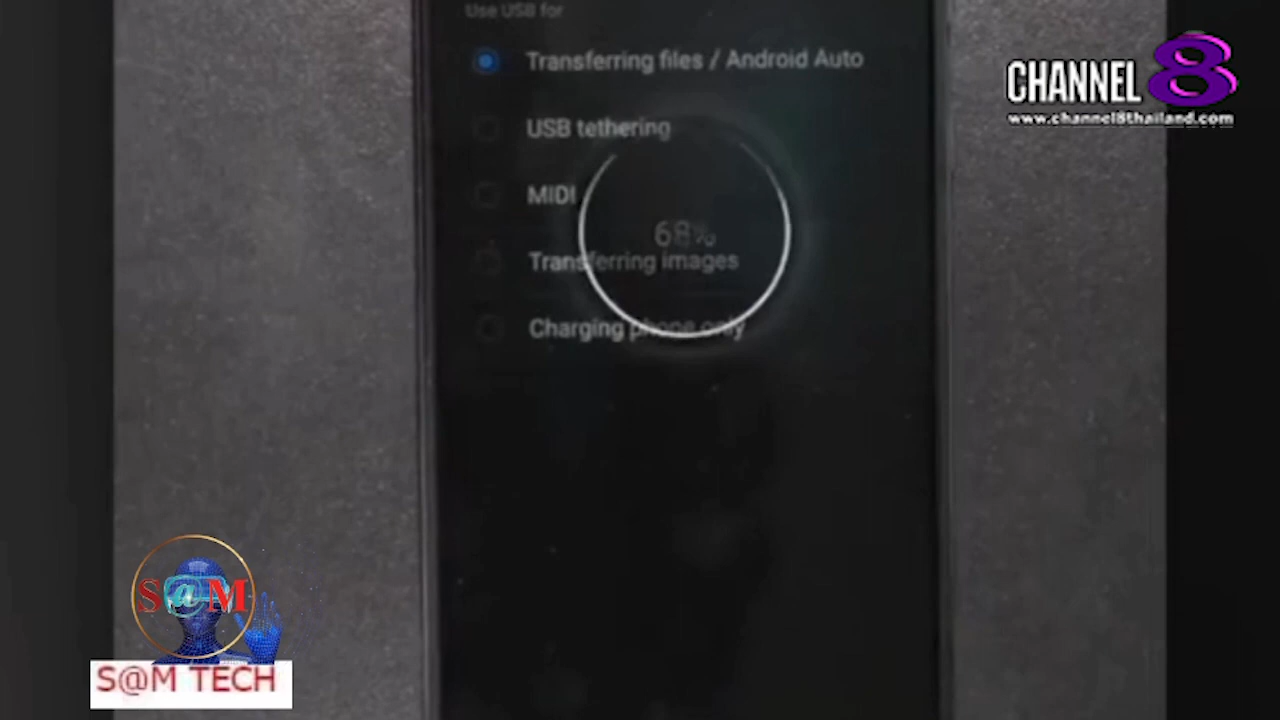 Use USB for
Transferring files / Android Auto
USB tethering
MIDI
68%
Transferring images
Charging phone only
CHANNEL 8
www.channel8thailand.com
S@M
S@M TECH